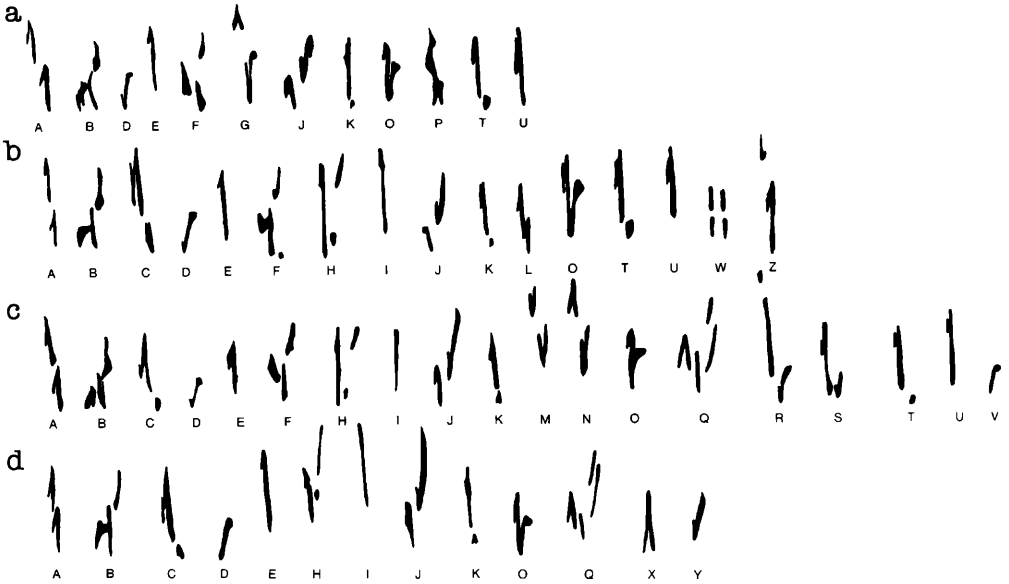 a
A B D E F G J K O P T U
b
A B C D E F H I J K L O T U W Z
c
A B C D E F H I J K M N O Q R S T U V
d
A B C D E H I J K O Q X Y